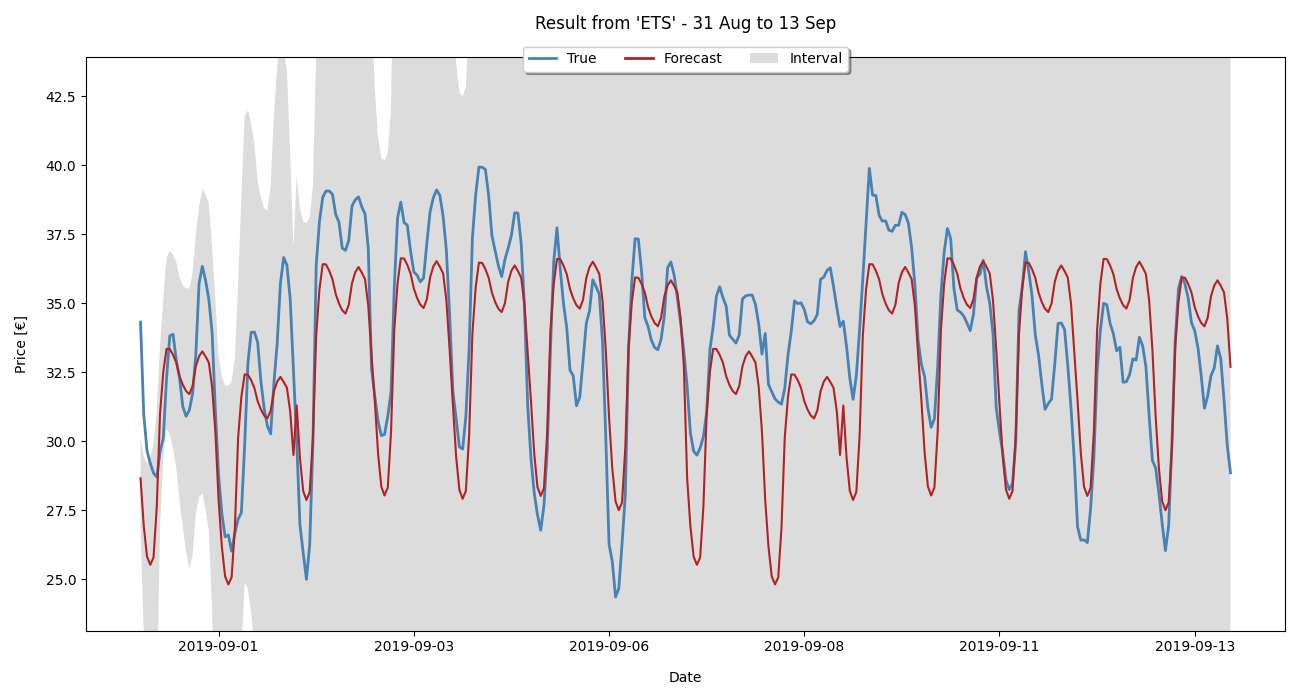 Result from 'ETS' - 31 Aug to 13 Sep
True Forecast Interval
Price [€]
42.5
40.0
37.5
35.0
32.5
30.0
27.5
25.0
2019-09-01 2019-09-03 2019-09-06 2019-09-08 2019-09-11 2019-09-13
Date